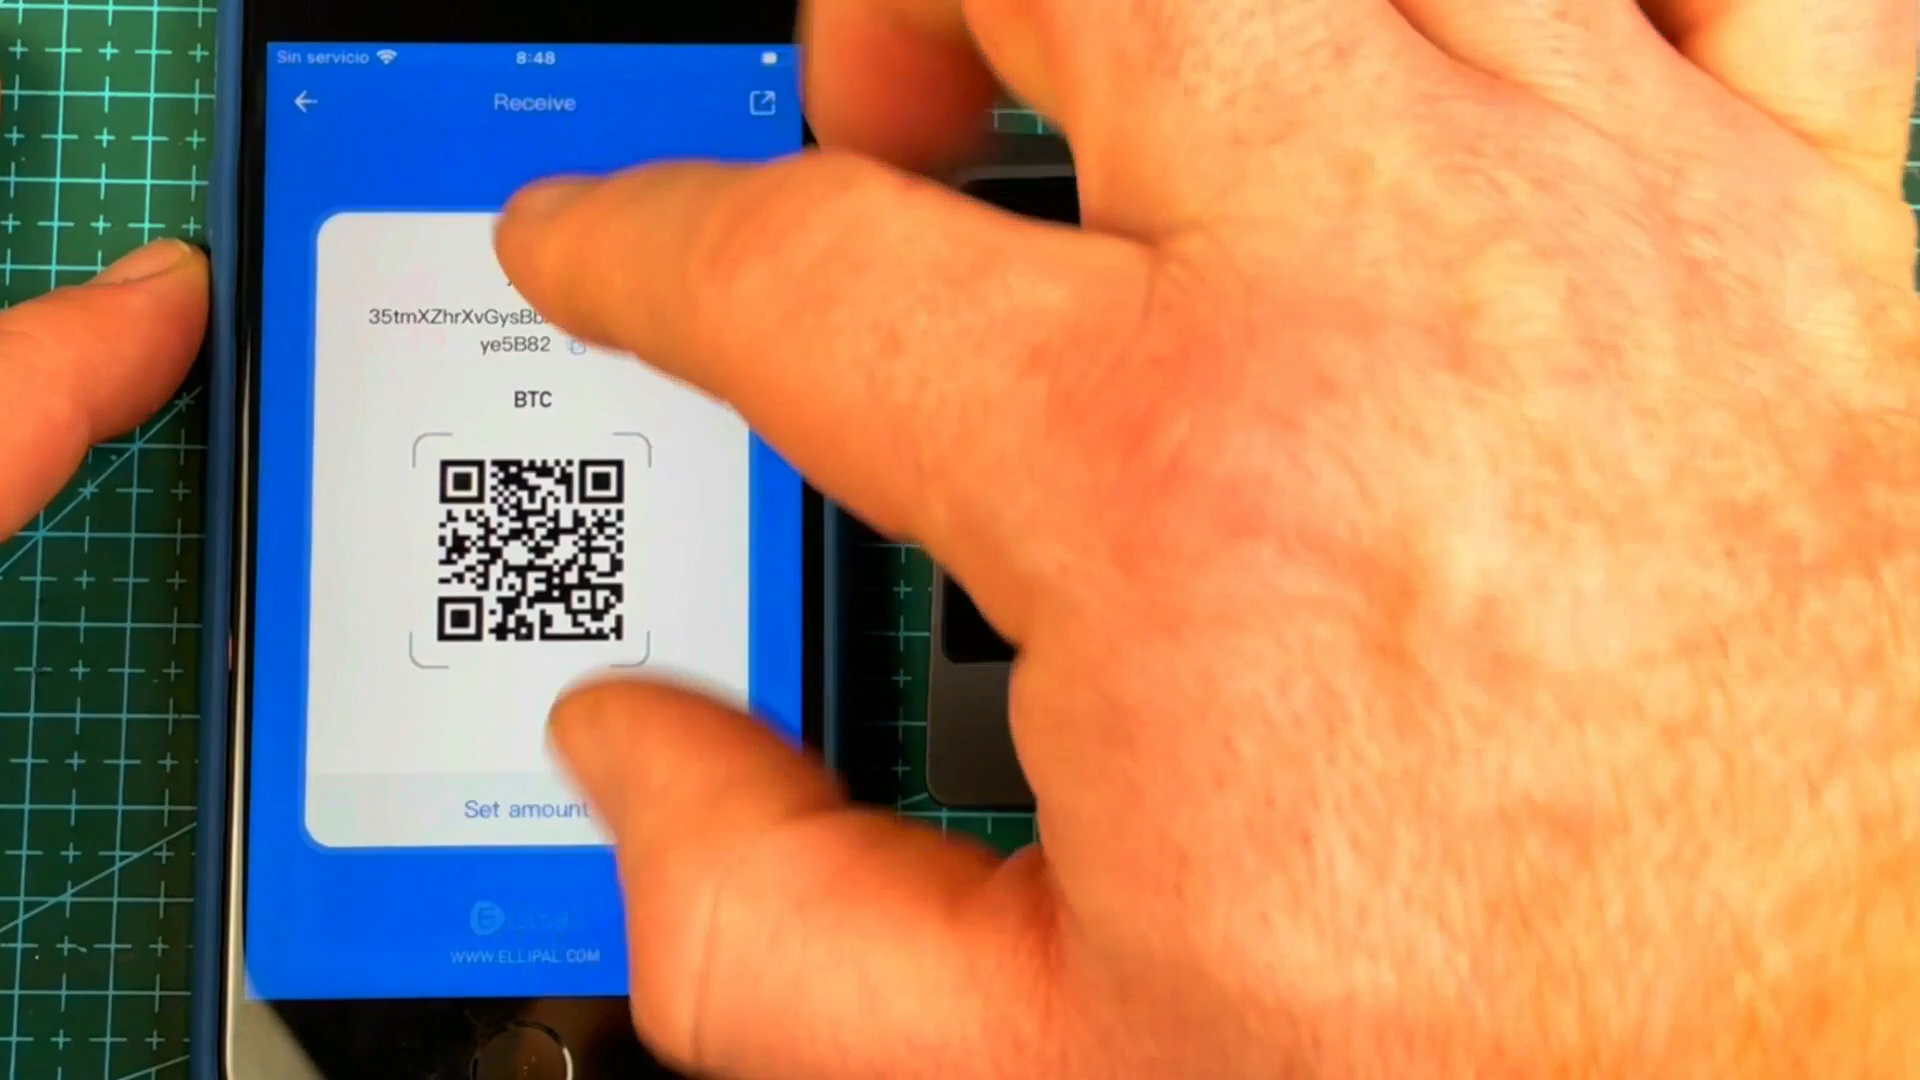 Sin servicio
8:48
Receive
35tmXZhrXvGysBb
ye5B82
BTC
Set amount
WWW.ELLIPAL.COM